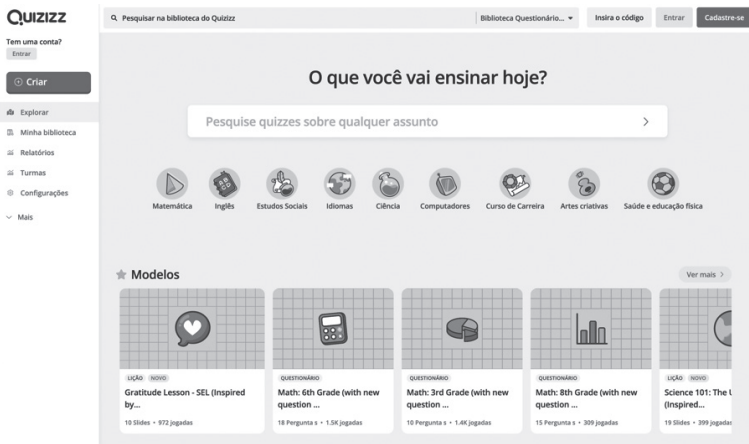 Quizizz
Pesquisar na biblioteca do Quizizz
Biblioteca Questionário...
Insira o código
Entrar
Cadastre-se
Tem uma conta?
Entrar
Criar
Explorar
Minha biblioteca
Relatórios
Turmas
Configurações
Mais
O que você vai ensinar hoje?
Pesquise quizzes sobre qualquer assunto
Matemática
Inglês
Estudos Sociais
Idiomas
Ciência
Computadores
Curso de Carreira
Artes criativas
Saúde e educação física
Modelos
Ver mais
LIÇÃO NOVO
Gratitude Lesson - SEL (Inspired
by...
10 Slides • 972 jogadas
QUESTIONÁRIO
Math: 6th Grade (with new
question ...
18 Pergunta s • 1.5K jogadas
QUESTIONÁRIO
Math: 3rd Grade (with new
question ...
10 Pergunta s • 1.4K jogadas
QUESTIONÁRIO
Math: 8th Grade (with new
question ...
15 Pergunta s • 309 jogadas
LIÇÃO NOVO
Science 101: The U
(Inspired...
19 Slides • 399 jogadas